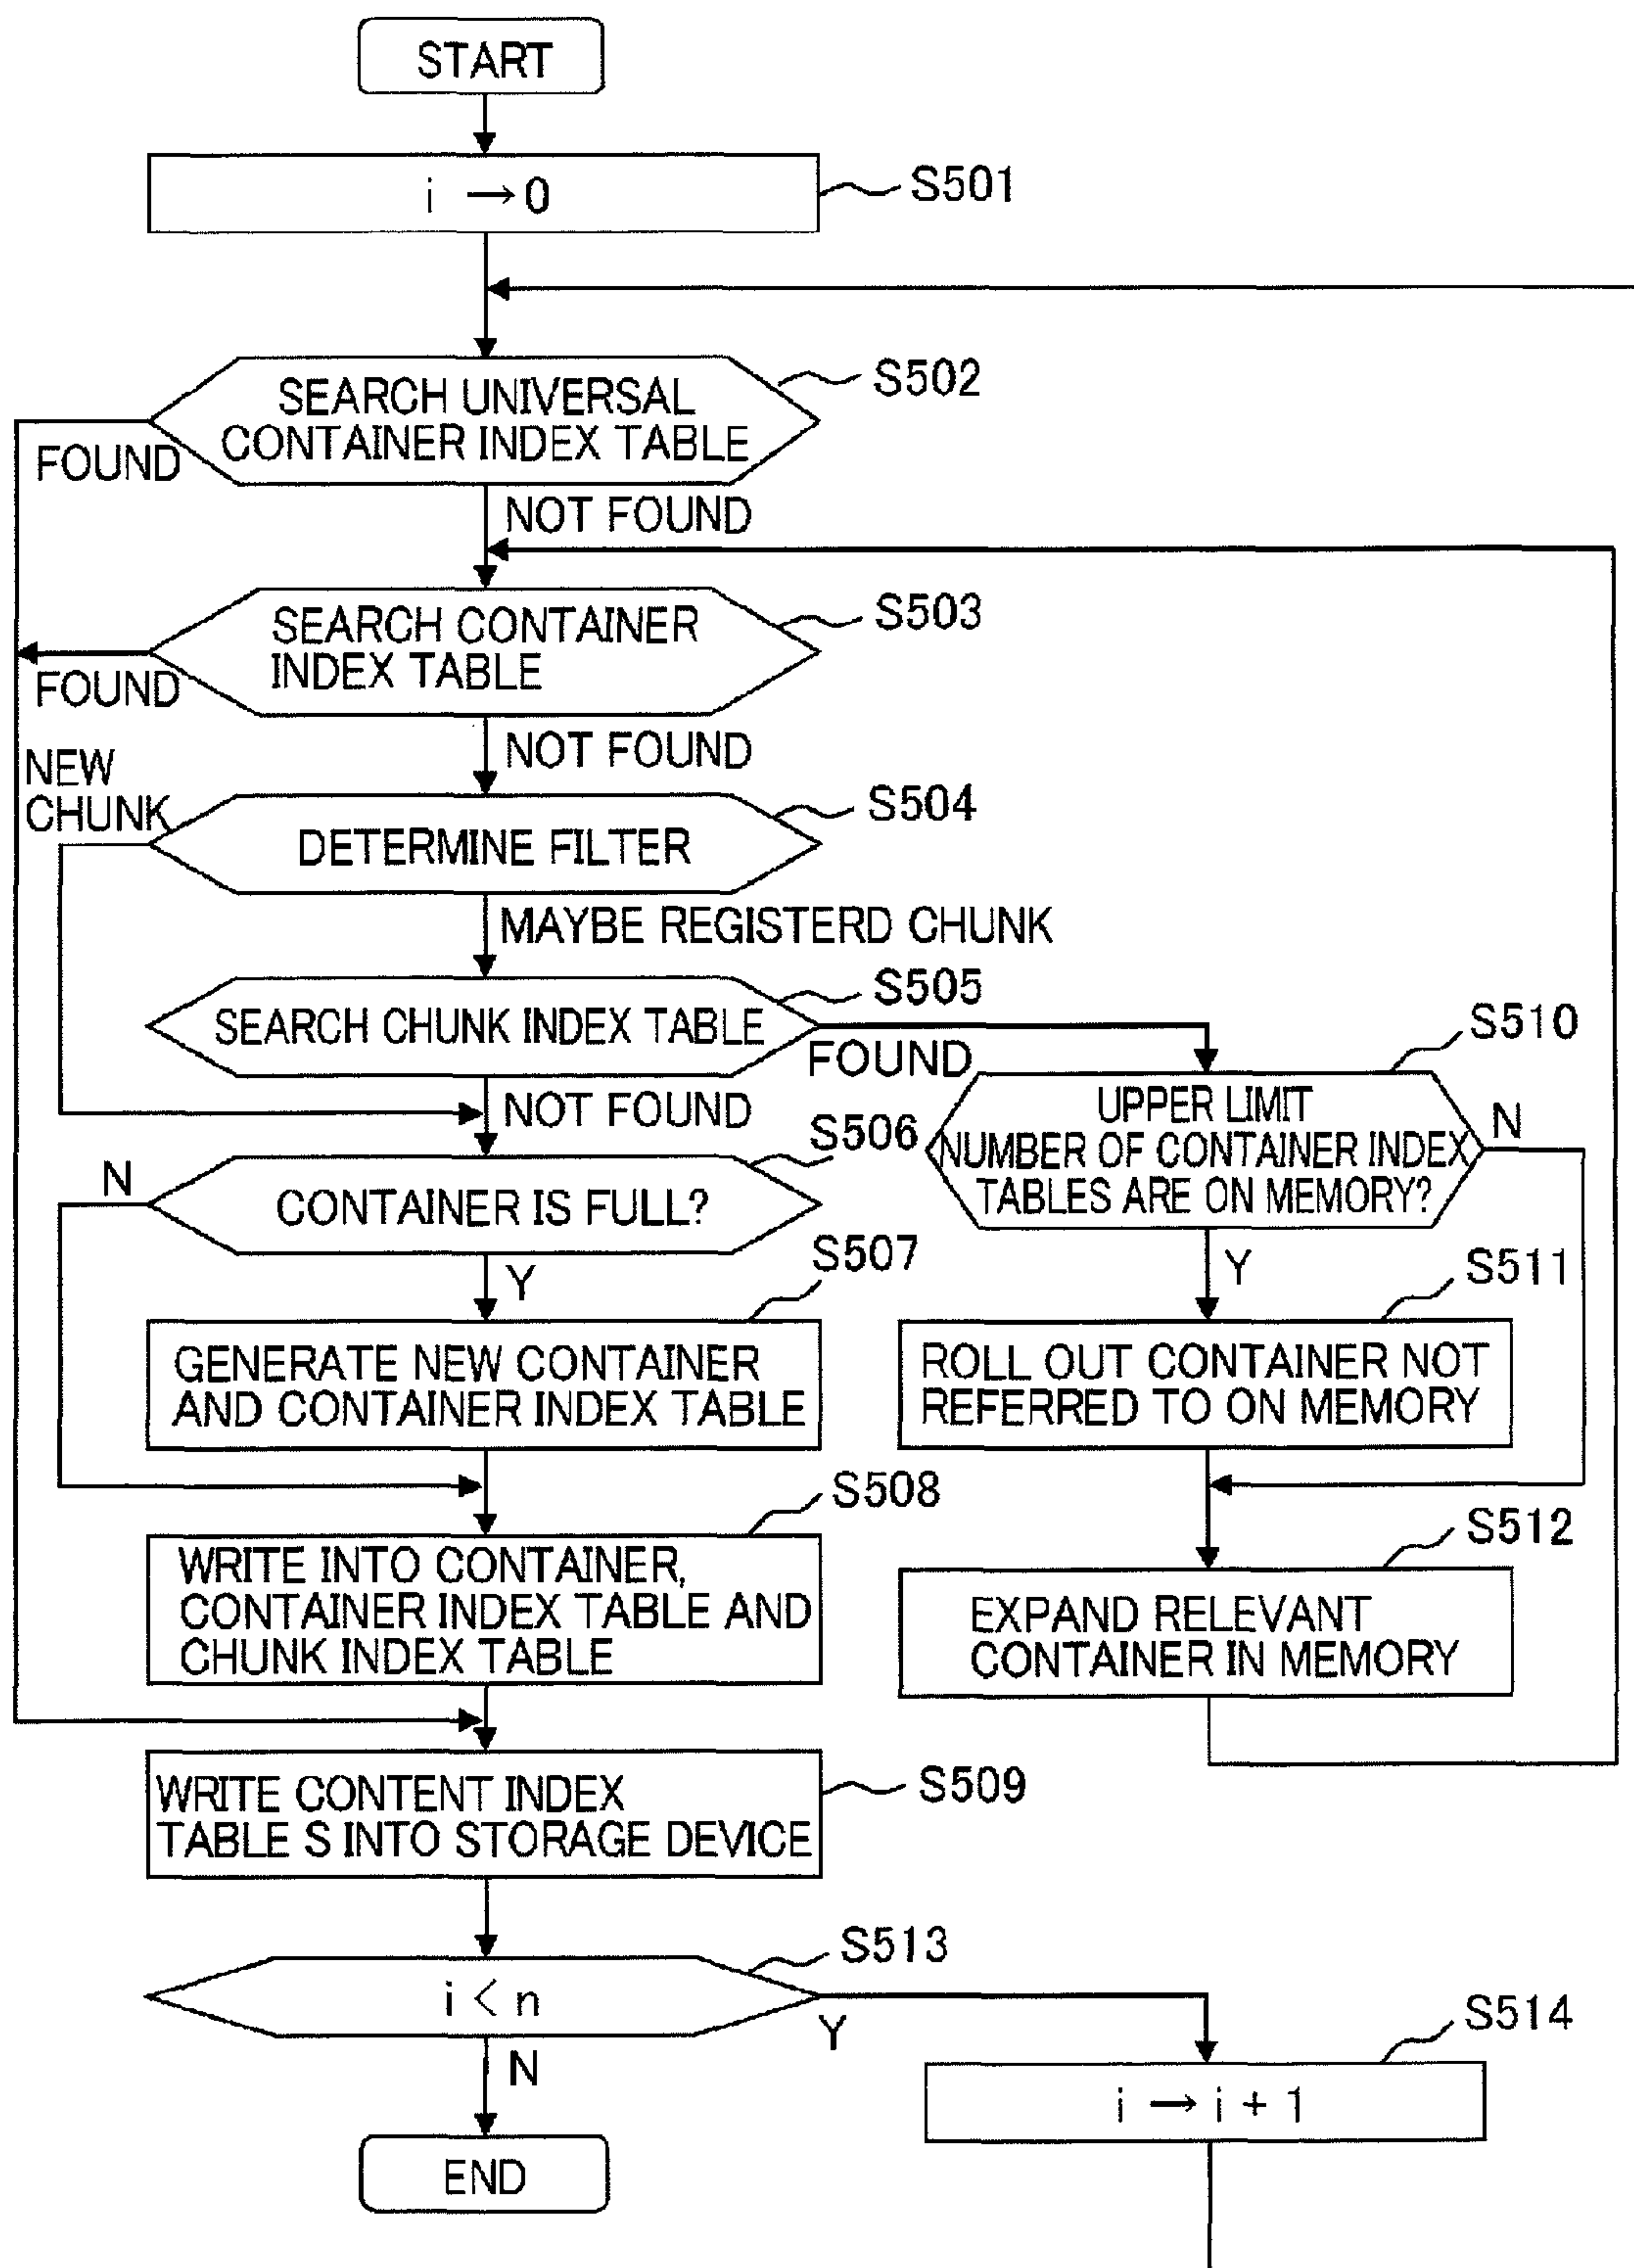 START
i → 0
S501
SEARCH UNIVERSAL
CONTAINER INDEX TABLE
S502
FOUND
NOT FOUND
SEARCH CONTAINER
INDEX TABLE
S503
FOUND
NOT FOUND
NEW
CHUNK
DETERMINE FILTER
S504
MAYBE REGISTERD CHUNK
SEARCH CHUNK INDEX TABLE
S505
FOUND
NOT FOUND
S510
UPPER LIMIT
NUMBER OF CONTAINER INDEX
TABLES ARE ON MEMORY?
N
Y
S506
CONTAINER IS FULL?
N
Y
S507
GENERATE NEW CONTAINER
AND CONTAINER INDEX TABLE
S511
ROLL OUT CONTAINER NOT
REFERRED TO ON MEMORY
S508
WRITE INTO CONTAINER,
CONTAINER INDEX TABLE AND
CHUNK INDEX TABLE
S512
EXPAND RELEVANT
CONTAINER IN MEMORY
WRITE CONTENT INDEX
TABLE S INTO STORAGE DEVICE
S509
i < n
S513
Y
N
S514
i → i + 1
END